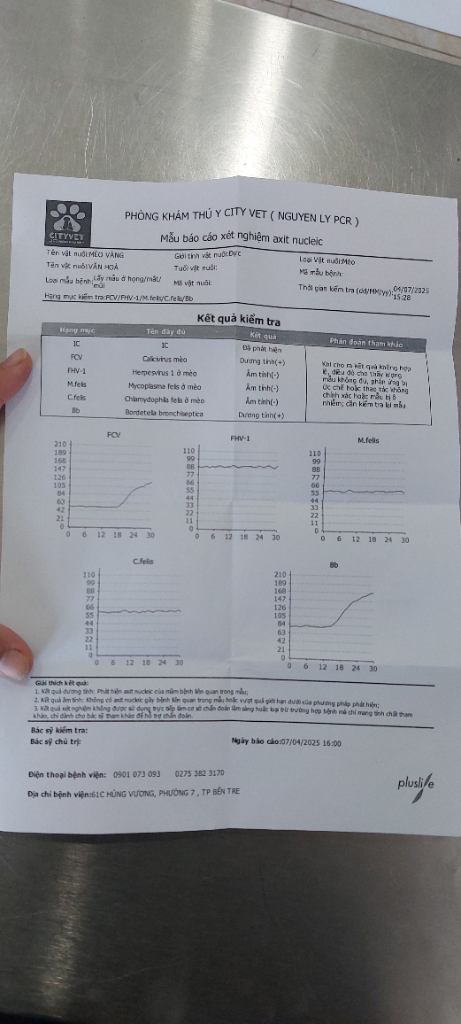 CITYVET
PHÒNG KHÁM THÚ Y CITY VET ( NGUYEN LY PCR )
Mẫu báo cáo xét nghiệm axit nucleic
Tên vật nuôi:MÈO VÀNG Giới tính vật nuôi:Đực Loại Vật nuôi:Mèo
Tên vật nuôi:VĂN HOÀ Tuổi vật nuôi: Mã mẫu bệnh:
Loại mẫu bệnh:Lấy mẫu ở họng/mắt/mũi Mã vật nuôi: Thời gian kiểm tra (dd/MM/yy):04/07/2025 15:28
Hạng mục kiểm tra:FCV/FHV-1/M.felis/C.felis/Bb
Kết quả kiểm tra
Hạng mục Tên đầy đủ Kết quả Phán đoán tham khảo
IC IC Đã phát hiện
FCV Calicivirus mèo Dương tính(+)
FHV-1 Herpesvirus 1 ở mèo Âm tính(-)
M.felis Mycoplasma felis ở mèo Âm tính(-)
C.felis Chlamydophila felis ở mèo Âm tính(-)
Bb Bordetella bronchiseptica Dương tính(+)
Khi cho ra kết quả không hợp
lệ, điều đó cho thấy lượng
mẫu không đủ, phản ứng bị
ức chế hoặc thao tác không
chính xác hoặc mẫu bị ô
nhiễm; cần kiểm tra lại mẫu
FCV
210
189
168
147
126
105
84
63
42
21
0
0 6 12 18 24 30
FHV-1
110
99
88
77
66
55
44
33
22
11
0
0 6 12 18 24 30
M.felis
110
99
88
77
66
55
44
33
22
11
0
0 6 12 18 24 30
C.felis
110
99
88
77
66
55
44
33
22
11
0
0 6 12 18 24 30
Bb
210
189
168
147
126
105
84
63
42
21
0
0 6 12 18 24 30
Giải thích kết quả:
1. Kết quả dương tính: Phát hiện axit nucleic của mầm bệnh liên quan trong mẫu;
2. Kết quả âm tính: Không có axit nucleic gây bệnh liên quan trong mẫu hoặc vượt quá giới hạn dưới của phương pháp phát hiện;
3. Kết quả xét nghiệm không được sử dụng trực tiếp làm cơ sở chẩn đoán lâm sàng hoặc loại trừ trường hợp bệnh mà chỉ mang tính chất tham
khảo, chỉ dành cho bác sỹ tham khảo để hỗ trợ chẩn đoán.
Bác sỹ kiểm tra:
Bác sỹ chủ trị: Ngày báo cáo:07/04/2025 16:00
Điện thoại bệnh viện: 0901 073 093 0275 382 3170
Địa chỉ bệnh viện:61C HÙNG VƯƠNG, PHƯỜNG 7 , TP BẾN TRE
pluslife